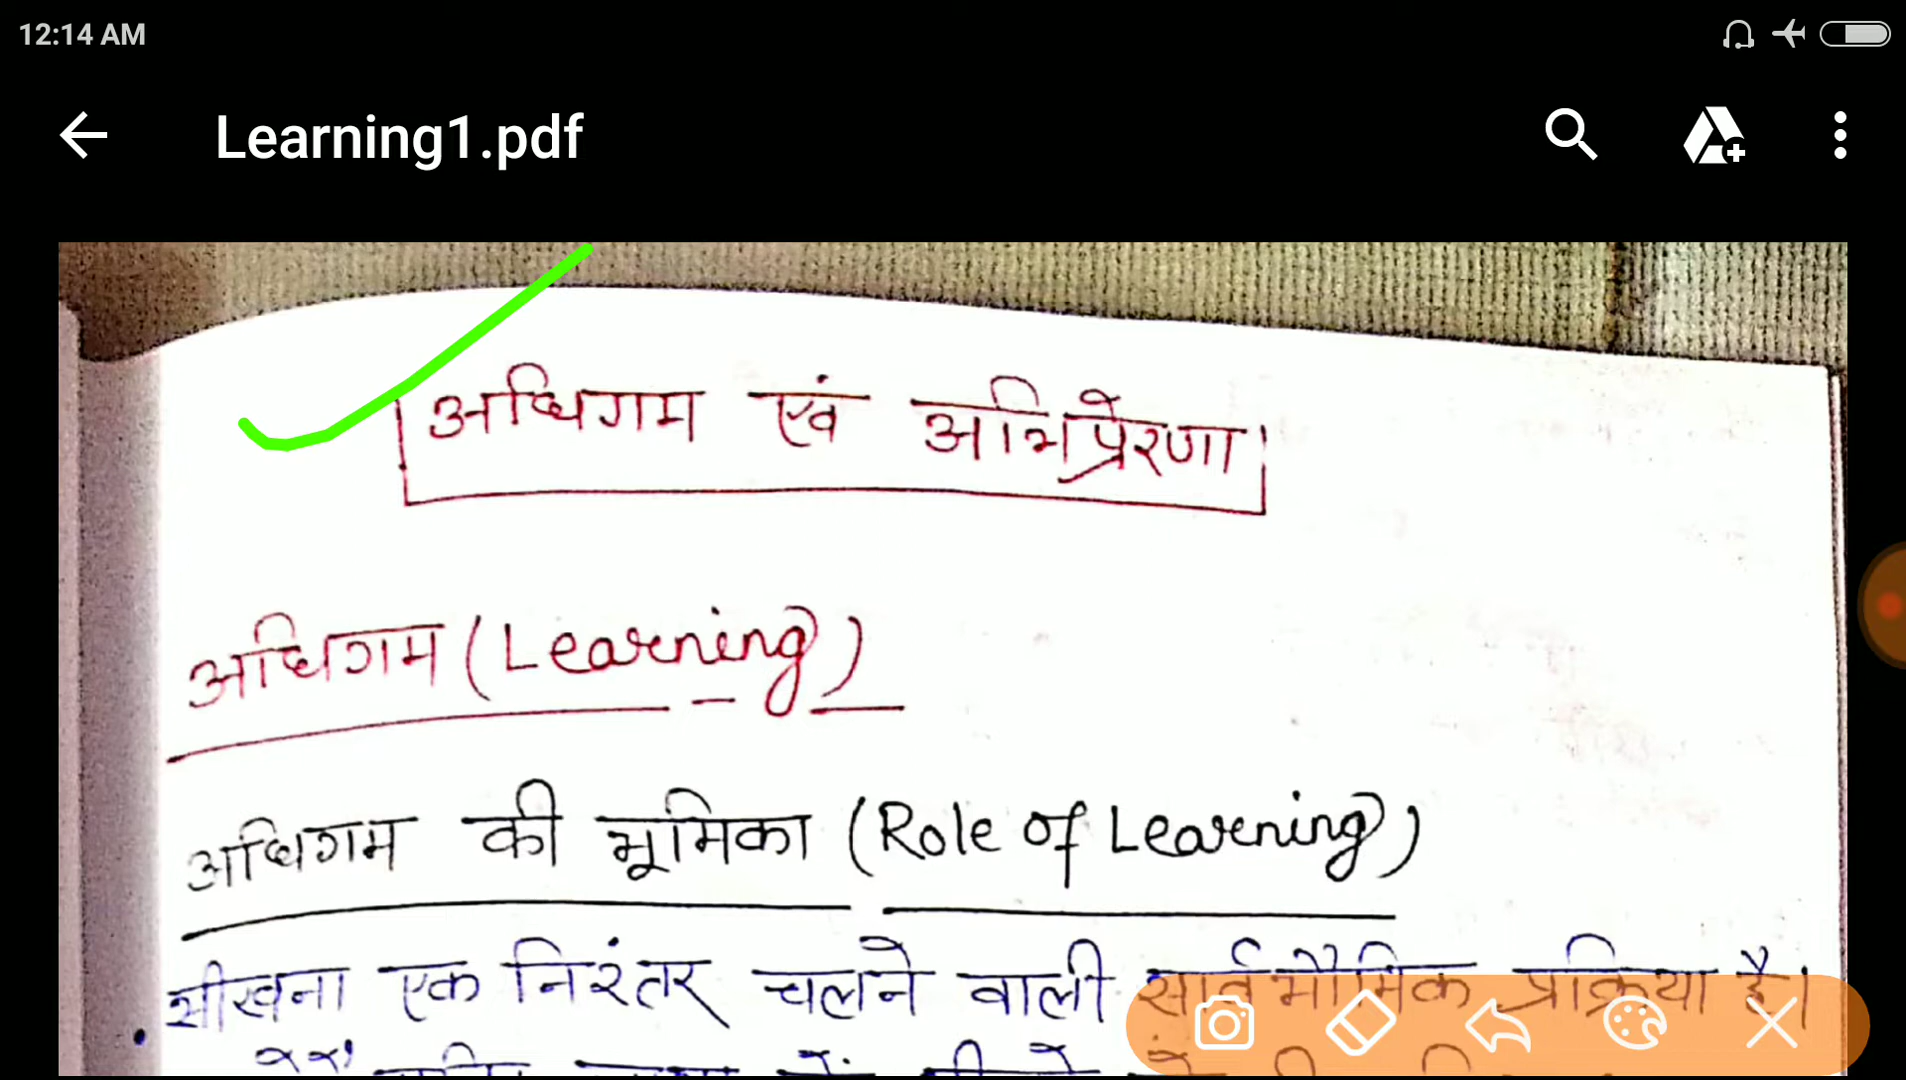 12:14 AM
Learning1.pdf
अधिगम एवं अभिप्रेरणा
अधिगम (Learning)
अधिगम की भूमिका (Role of Learning)
सीखना एक निरंतर चलने वाली सार्वभौमिक प्रक्रिया है।